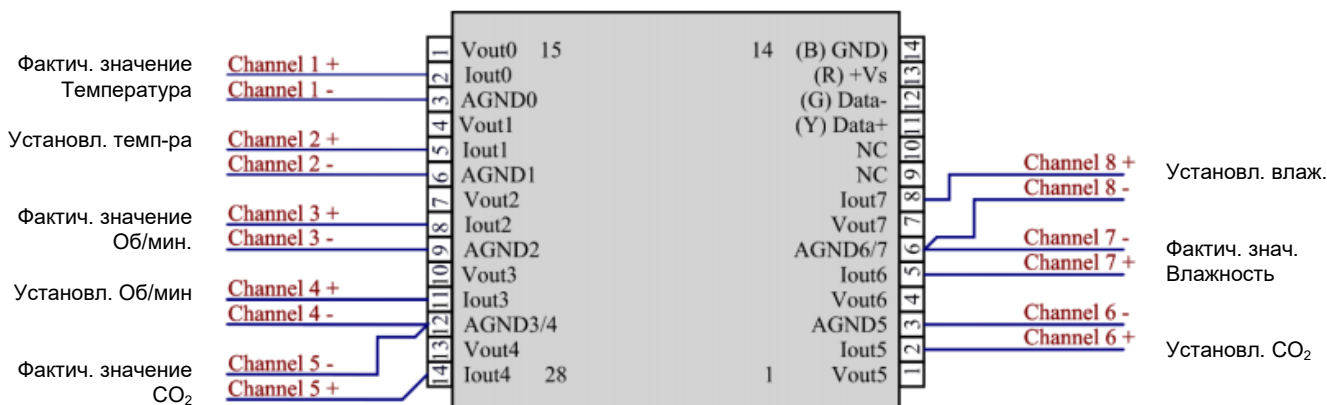 Фактич. значение
Температура
Channel 1 +
Channel 1 -
Установл. темп-ра
Channel 2 +
Channel 2 -
Фактич. значение
Об/мин.
Channel 3 +
Channel 3 -
Установл. Об/мин
Channel 4 +
Channel 4 -
Фактич. значение
CO₂
Channel 5 -
Channel 5 +
1 Vout0 15
2 Iout0
3 AGND0
4 Vout1
5 Iout1
6 AGND1
7 Vout2
8 Iout2
9 AGND2
10 Vout3
11 Iout3
12 AGND3/4
13 Vout4
14 Iout4 28
14 (B) GND) 14
(R) +Vs 13
(G) Data- 12
(Y) Data+ 11
NC 10
NC 9
Iout7 8
Vout7 7
AGND6/7 6
Iout6 5
Vout6 4
AGND5 3
Iout5 2
1 Vout5 1
Channel 8 +
Channel 8 -
Установл. влаж.
Channel 7 -
Channel 7 +
Фактич. знач.
Влажность
Channel 6 -
Channel 6 +
Установл. CO₂